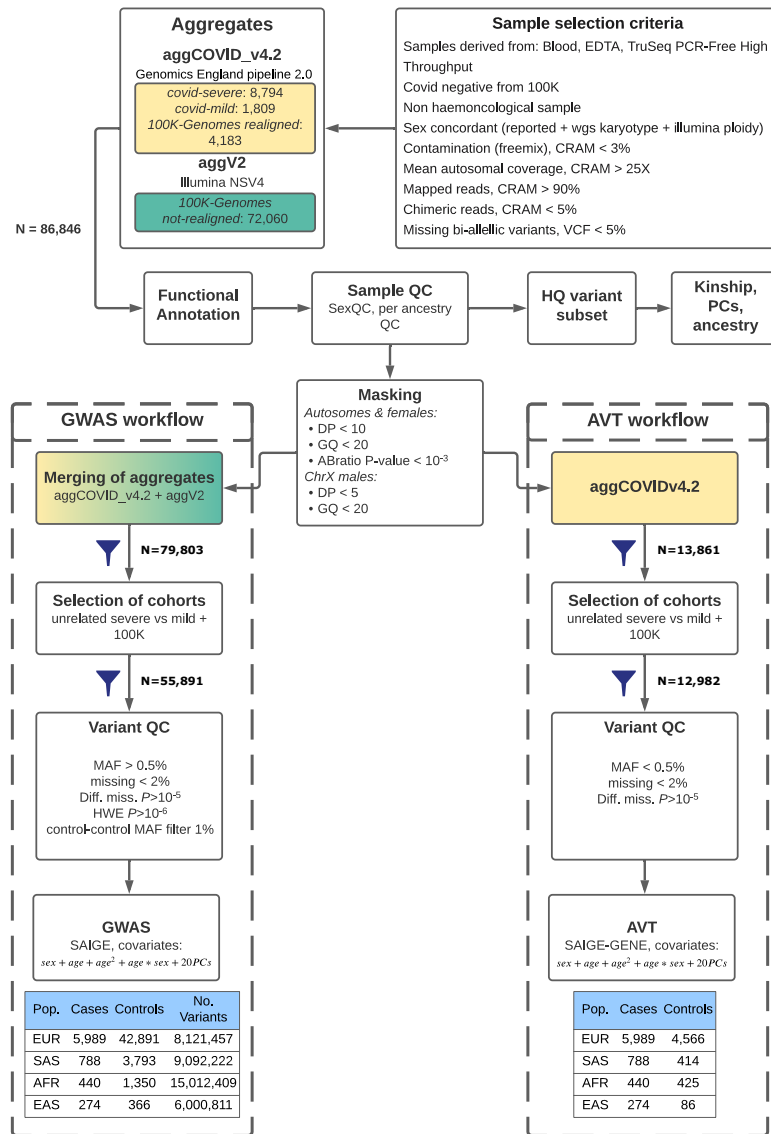 Aggregates
aggCOVID_v4.2
Genomics England pipeline 2.0
covid-severe: 8,794
covid-mild: 1,809
100K-Genomes realigned:
4,183
aggV2
Illumina NSV4
100K-Genomes
not-realigned: 72,060
Sample selection criteria
Samples derived from: Blood, EDTA, TruSeq PCR-Free High
Throughput
Covid negative from 100K
Non haemoncological sample
Sex concordant (reported + wgs karyotype + illumina ploidy)
Contamination (freemix), CRAM < 3%
Mean autosomal coverage, CRAM > 25X
Mapped reads, CRAM > 90%
Chimeric reads, CRAM < 5%
Missing bi-allellic variants, VCF < 5%
N = 86,846
Functional
Annotation
Sample QC
SexQC, per ancestry
QC
HQ variant
subset
Kinship,
PCs,
ancestry
Masking
Autosomes & females:
• DP < 10
• GQ < 20
• ABratio P-value < 10⁻³
ChrX males:
• DP < 5
• GQ < 20
GWAS workflow
Merging of aggregates
aggCOVID_v4.2 + aggV2
N=79,803
Selection of cohorts
unrelated severe vs mild +
100K
N=55,891
Variant QC
MAF > 0.5%
missing < 2%
Diff. miss. P>10⁻⁵
HWE P>10⁻⁶
control-control MAF filter 1%
GWAS
SAIGE, covariates:
sex + age + age² + age * sex + 20PCs
Pop. Cases Controls No. Variants
EUR 5,989 42,891 8,121,457
SAS 788 3,793 9,092,222
AFR 440 1,350 15,012,409
EAS 274 366 6,000,811
AVT workflow
aggCOVIDv4.2
N=13,861
Selection of cohorts
unrelated severe vs mild +
100K
N=12,982
Variant QC
MAF < 0.5%
missing < 2%
Diff. miss. P>10⁻⁵
AVT
SAIGE-GENE, covariates:
sex + age + age² + age * sex + 20PCs
Pop. Cases Controls
EUR 5,989 4,566
SAS 788 414
AFR 440 425
EAS 274 86